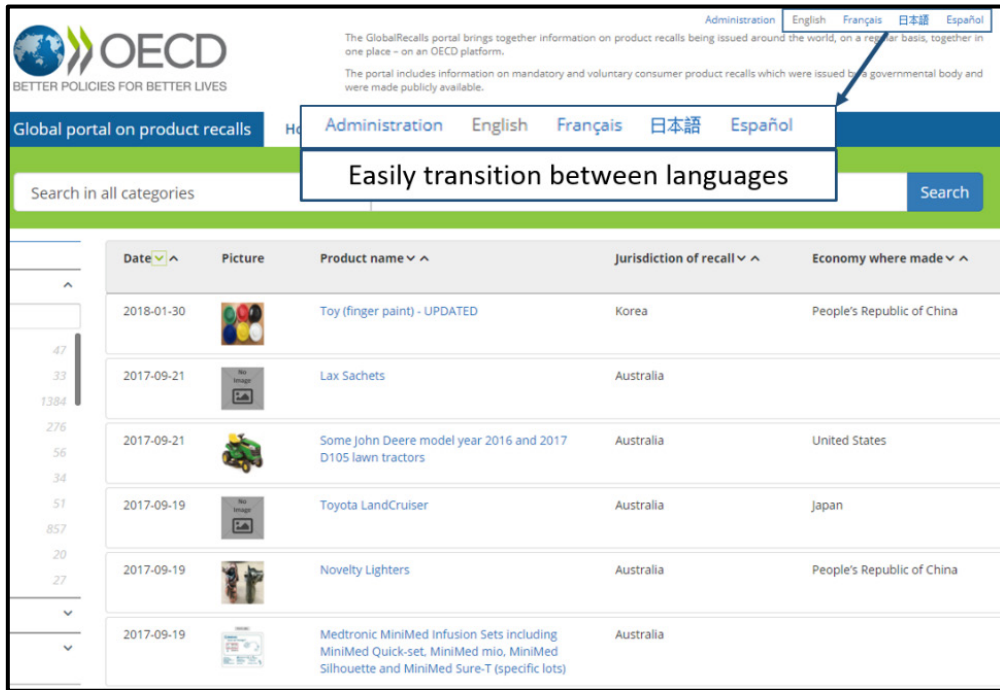 Administration English Français 日本語 Español
OECD
BETTER POLICIES FOR BETTER LIVES
The GlobalRecalls portal brings together information on product recalls being issued around the world, on a regular basis, together in
one place – on an OECD platform.
The portal includes information on mandatory and voluntary consumer product recalls which were issued by a governmental body and
were made publicly available.
Global portal on product recalls
Administration English Français 日本語 Español
Easily transition between languages
Search in all categories
Search
Date Picture Product name Jurisdiction of recall Economy where made
47
33
1384
276
56
34
51
857
20
27
2018-01-30 Toy (finger paint) - UPDATED Korea People's Republic of China
2017-09-21 No Image Lax Sachets Australia
2017-09-21 Some John Deere model year 2016 and 2017 Australia United States
D105 lawn tractors
2017-09-19 No Image Toyota LandCruiser Australia Japan
2017-09-19 Novelty Lighters Australia People's Republic of China
2017-09-19 Medtronic MiniMed Infusion Sets including Australia
MiniMed Quick-set, MiniMed mio, MiniMed
Silhouette and MiniMed Sure-T (specific lots)